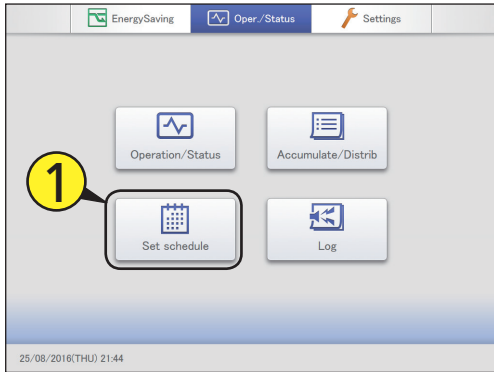 EnergySaving Oper./Status Settings
Operation/Status Accumulate/Distrib
1
Set schedule Log
25/08/2016(THU) 21:44